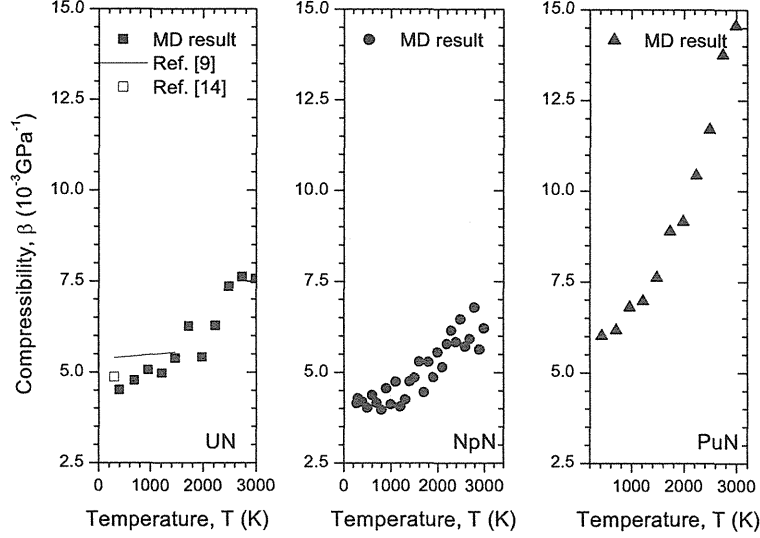 15.0
12.5
10.0
7.5
5.0
2.5
Compressibility, β (10⁻³GPa⁻¹)
MD result
Ref. [9]
Ref. [14]
UN
0 1000 2000 3000
Temperature, T (K)
15.0
12.5
10.0
7.5
5.0
2.5
MD result
NpN
0 1000 2000 3000
Temperature, T (K)
15.0
12.5
10.0
7.5
5.0
2.5
MD result
PuN
1000 2000 3000
Temperature, T (K)